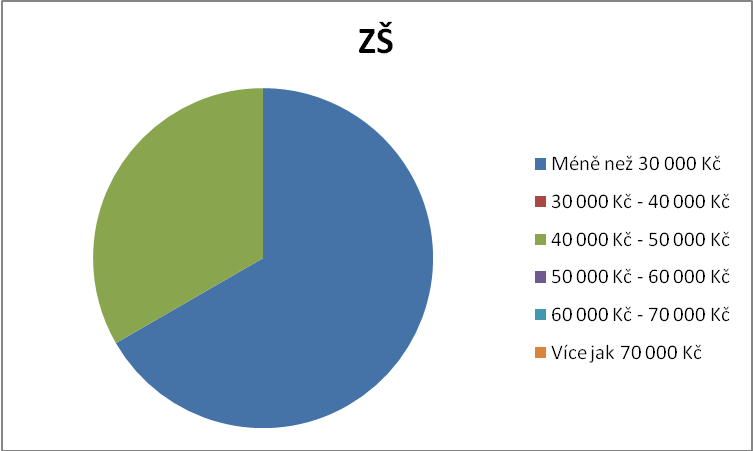 ZŠ
Méně než 30 000 Kč
30 000 Kč - 40 000 Kč
40 000 Kč - 50 000 Kč
50 000 Kč - 60 000 Kč
60 000 Kč - 70 000 Kč
Více jak 70 000 Kč